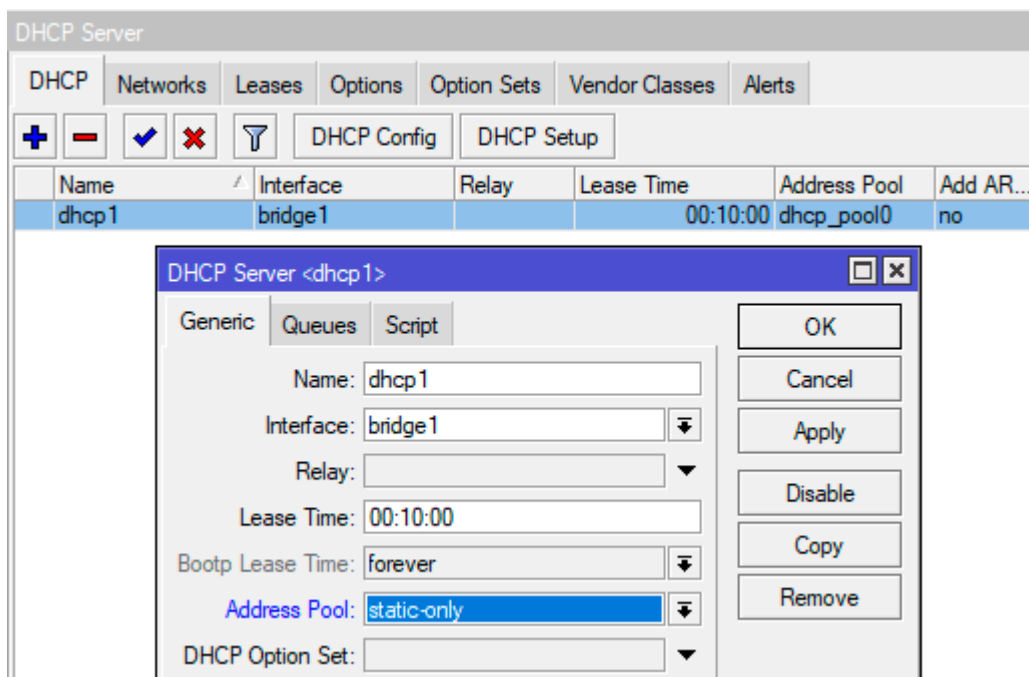 DHCP Server
DHCP Networks Leases Options Option Sets Vendor Classes Alerts
DHCP Config DHCP Setup
Name Interface Relay Lease Time Address Pool Add AR...
dhcp1 bridge1 00:10:00 dhcp_pool0 no
DHCP Server <dhcp1>
Generic Queues Script
OK
Name: dhcp1
Cancel
Interface: bridge1
Apply
Relay:
Disable
Lease Time: 00:10:00
Copy
Bootp Lease Time: forever
Remove
Address Pool: static-only
DHCP Option Set: